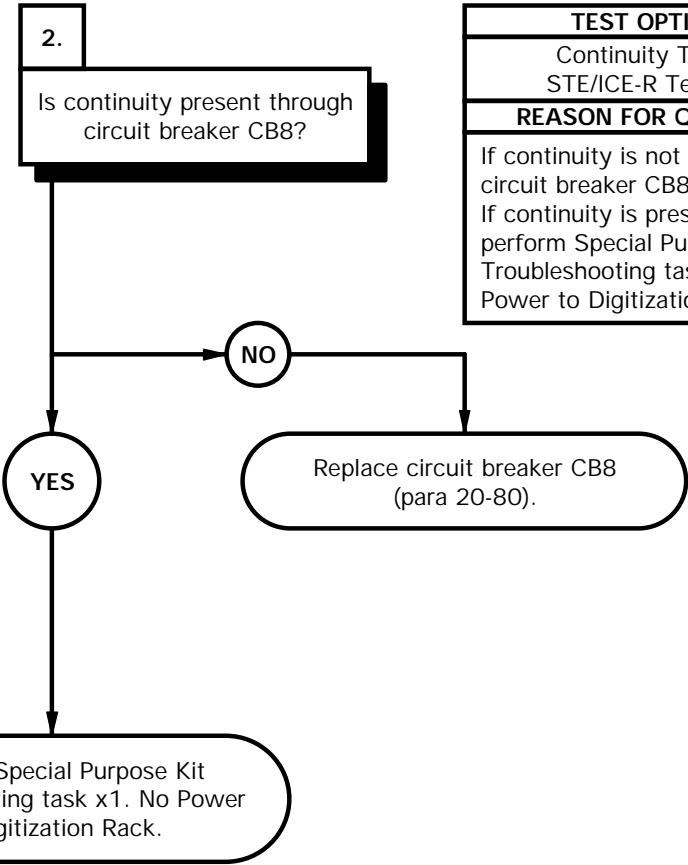 2.
Is continuity present through
circuit breaker CB8?
TEST OPTI
Continuity T
STE/ICE-R Te
REASON FOR
If continuity is not
circuit breaker CB8
If continuity is pres
perform Special Pu
Troubleshooting tas
Power to Digitizatio
NO
YES
Replace circuit breaker CB8
(para 20-80).
Special Purpose Kit
ing task x1. No Power
gitization Rack.